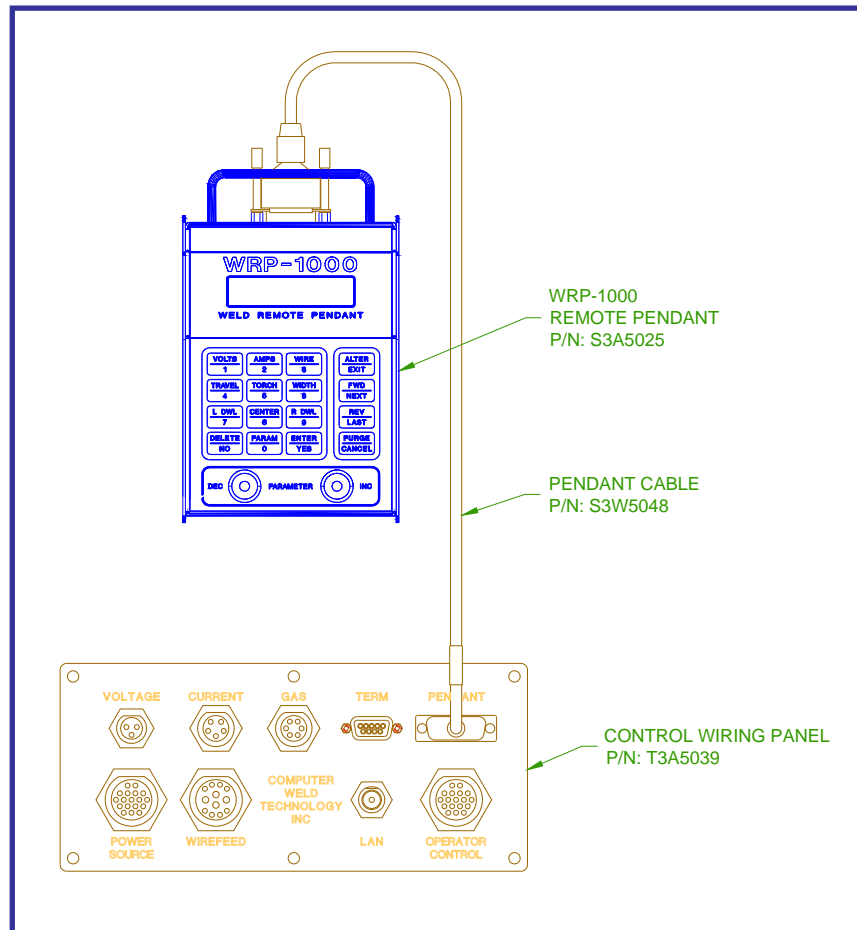 WRP-1000
WELD REMOTE PENDANT
VOLTS
1
AMPS
2
WIRE
3
ALTER
EXIT
TRAVEL
4
TORCH
5
WIDTH
6
FWD
NEXT
L DWL
7
CENTER
8
R DWL
9
REV
LAST
DELETE
NO
PARAM
0
ENTER
YES
PURGE
CANCEL
DEC
PARAMETER
INC
WRP-1000
REMOTE PENDANT
P/N: S3A5025
PENDANT CABLE
P/N: S3W5048
VOLTAGE
CURRENT
GAS
TERM
PENDANT
CONTROL WIRING PANEL
P/N: T3A5039
POWER
SOURCE
WIREFEED
COMPUTER
WELD
TECHNOLOGY
INC
LAN
OPERATOR
CONTROL